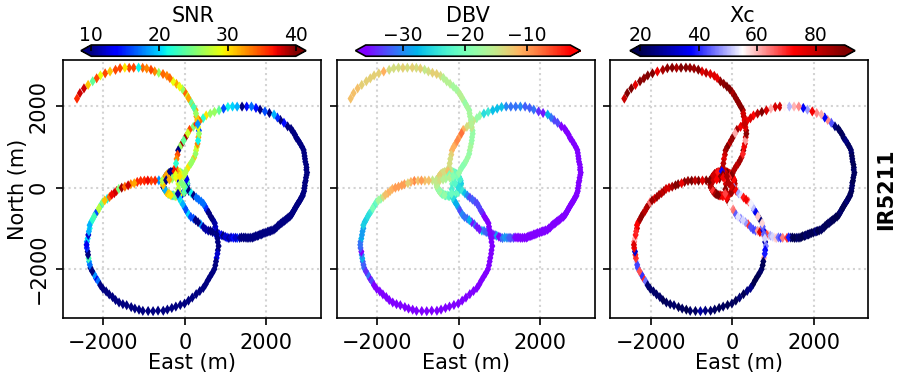 SNR DBV Xc
10 20 30 40 −30 −20 −10 20 40 60 80
North (m)
2000
0
−2000
−2000 0 2000 −2000 0 2000 −2000 0 2000
East (m) East (m) East (m)
IR5211